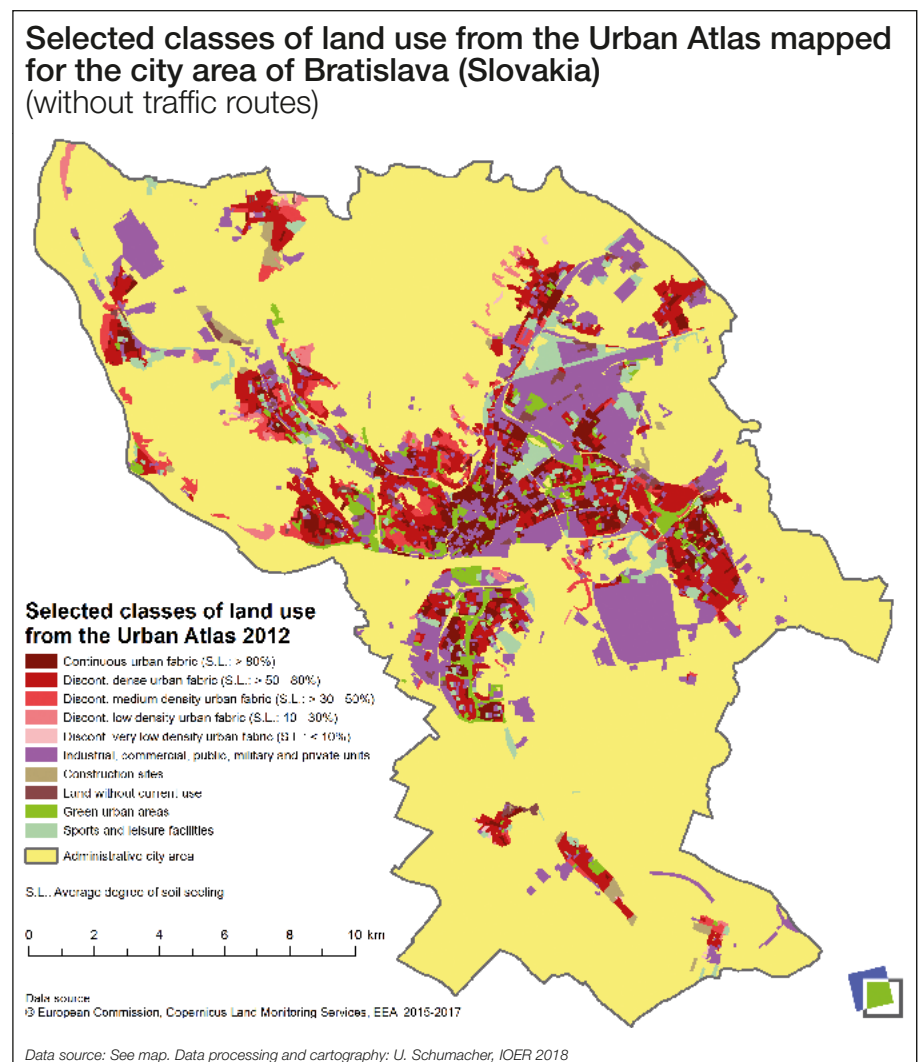 Selected classes of land use from the Urban Atlas mapped
for the city area of Bratislava (Slovakia)
(without traffic routes)
Selected classes of land use
from the Urban Atlas 2012
Continuous urban fabric (S.L.: > 80%)
Discont. dense urban fabric (S.L.: > 50 - 80%)
Discont. medium density urban fabric (S.L.: > 30 - 50%)
Discont. low density urban fabric (S.L.: 10 - 30%)
Discont. very low density urban fabric (S.L.: < 10%)
Industrial, commercial, public, military and private units
Construction sites
Land without current use
Green urban areas
Sports and leisure facilities
Administrative city area
S.L.: Average degree of soil sealing
0 2 4 6 8 10 km
Data source
© European Commission, Copernicus Land Monitoring Services, EEA 2015-2017
Data source: See map. Data processing and cartography: U. Schumacher, IOER 2018